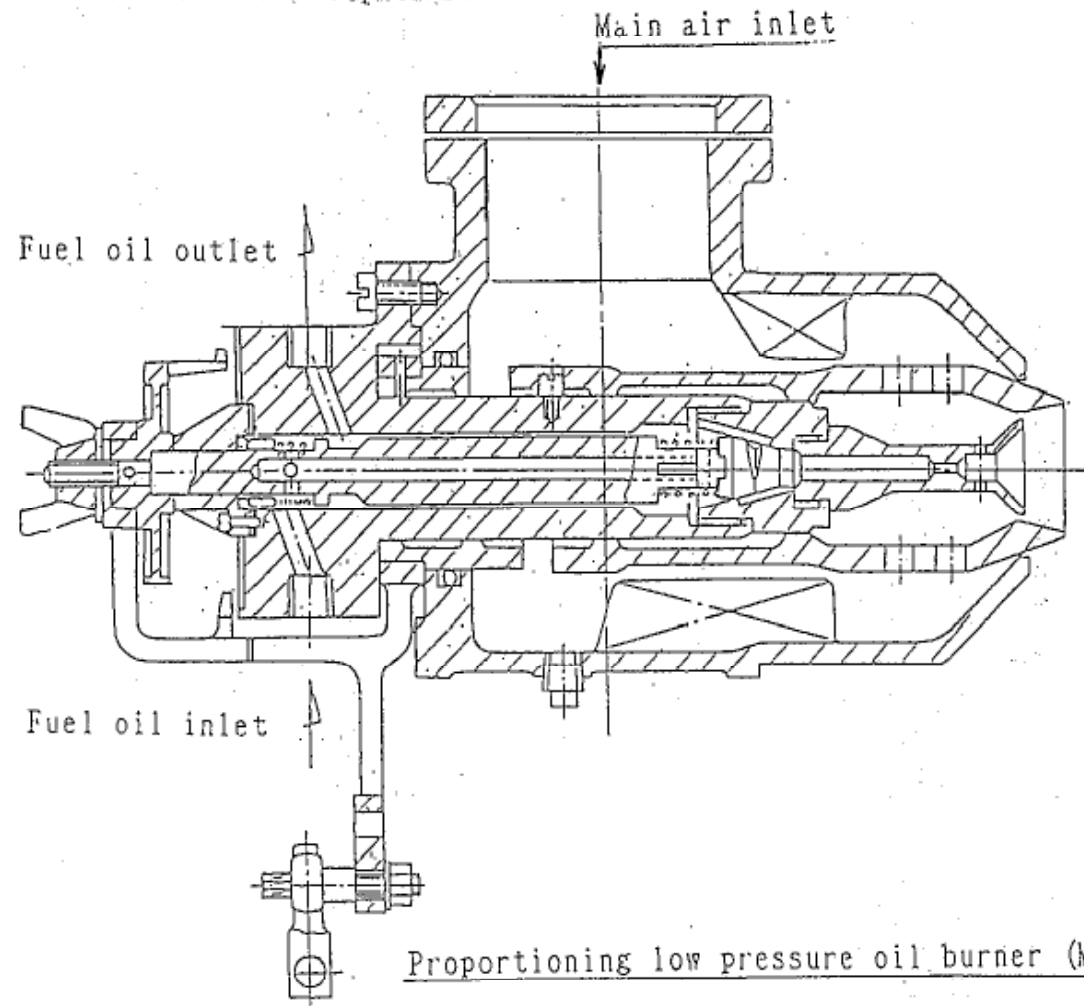 Main air inlet
Fuel oil outlet
Fuel oil inlet
Proportioning low pressure oil burner